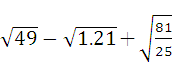 √49 − √1.21 + √(81/25)